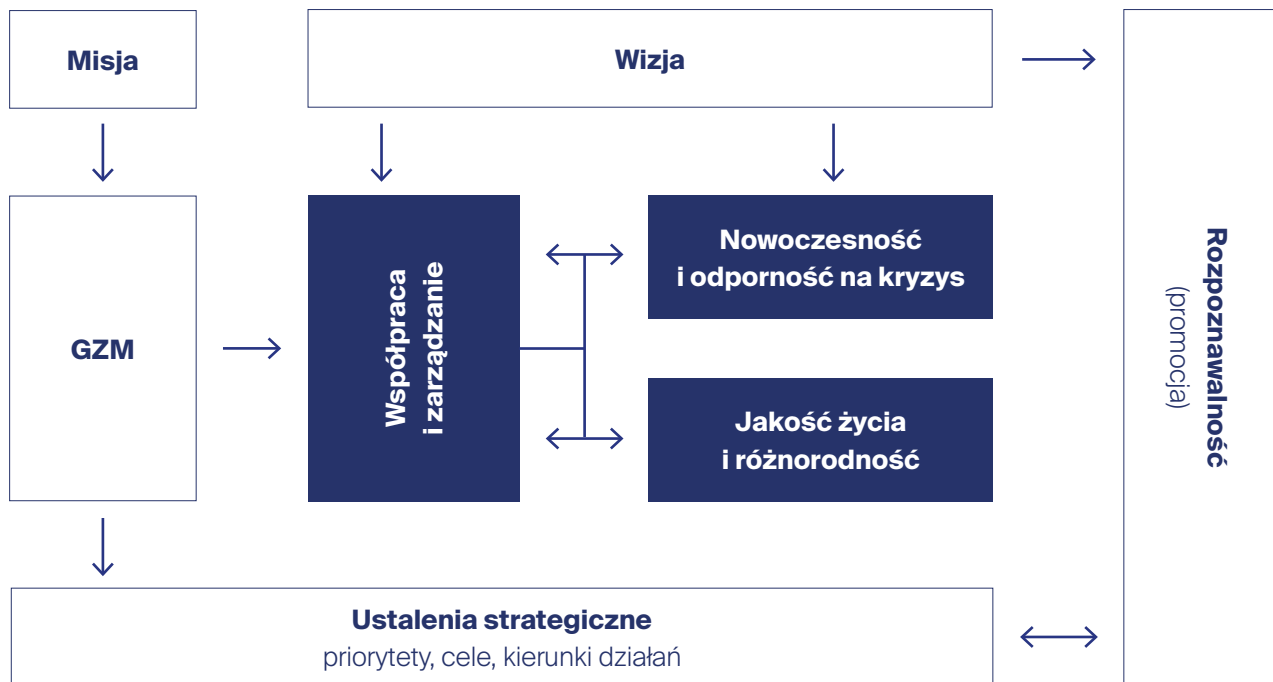 Misja
Wizja
GZM
Współpraca
i zarządzanie
Nowoczesność
i odporność na kryzys
Jakość życia
i różnorodność
Rozpoznawalność
(promocja)
Ustalenia strategiczne
priorytety, cele, kierunki działań